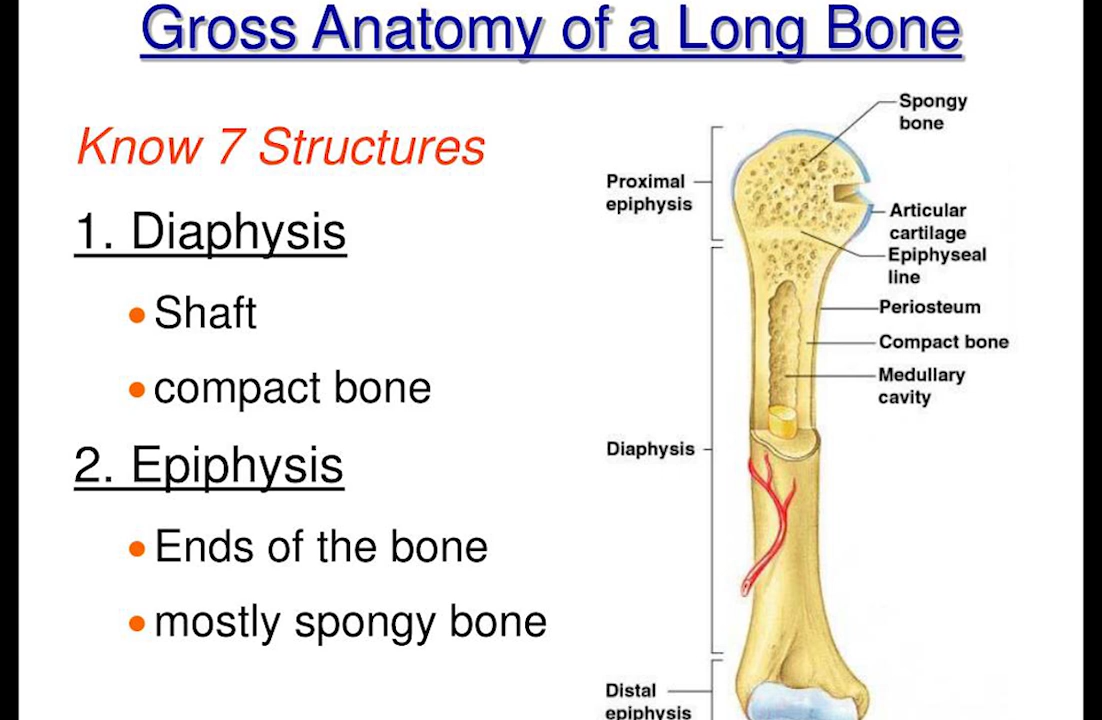 Gross Anatomy of a Long Bone
Know 7 Structures
1. Diaphysis
• Shaft
• compact bone
2. Epiphysis
• Ends of the bone
• mostly spongy bone
Spongy
bone
Proximal
epiphysis
Articular
cartilage
Epiphyseal
line
Periosteum
Compact bone
Medullary
cavity
Diaphysis
Distal
epiphysis